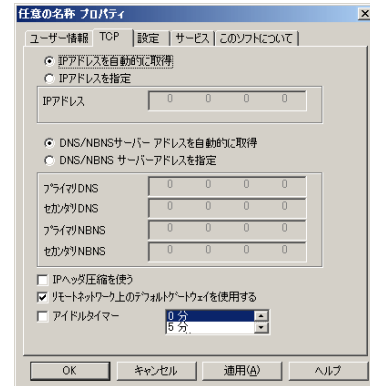 任意の名称 プロパティ
ユーザー情報 TCP 設定 サービス このソフトについて
IPアドレスを自動的に取得
IPアドレスを指定
IPアドレス 0 0 0 0
DNS/NBNSサーバー アドレスを自動的に取得
DNS/NBNS サーバーアドレスを指定
プライマリDNS 0 0 0 0
セカンダリDNS 0 0 0 0
プライマリNBNS 0 0 0 0
セカンダリNBNS 0 0 0 0
IPヘッダ圧縮を使う
リモートネットワーク上のデフォルトゲートウェイを使用する
アイドルタイマー 0 分
5 分
OK キャンセル 適用(A) ヘルプ